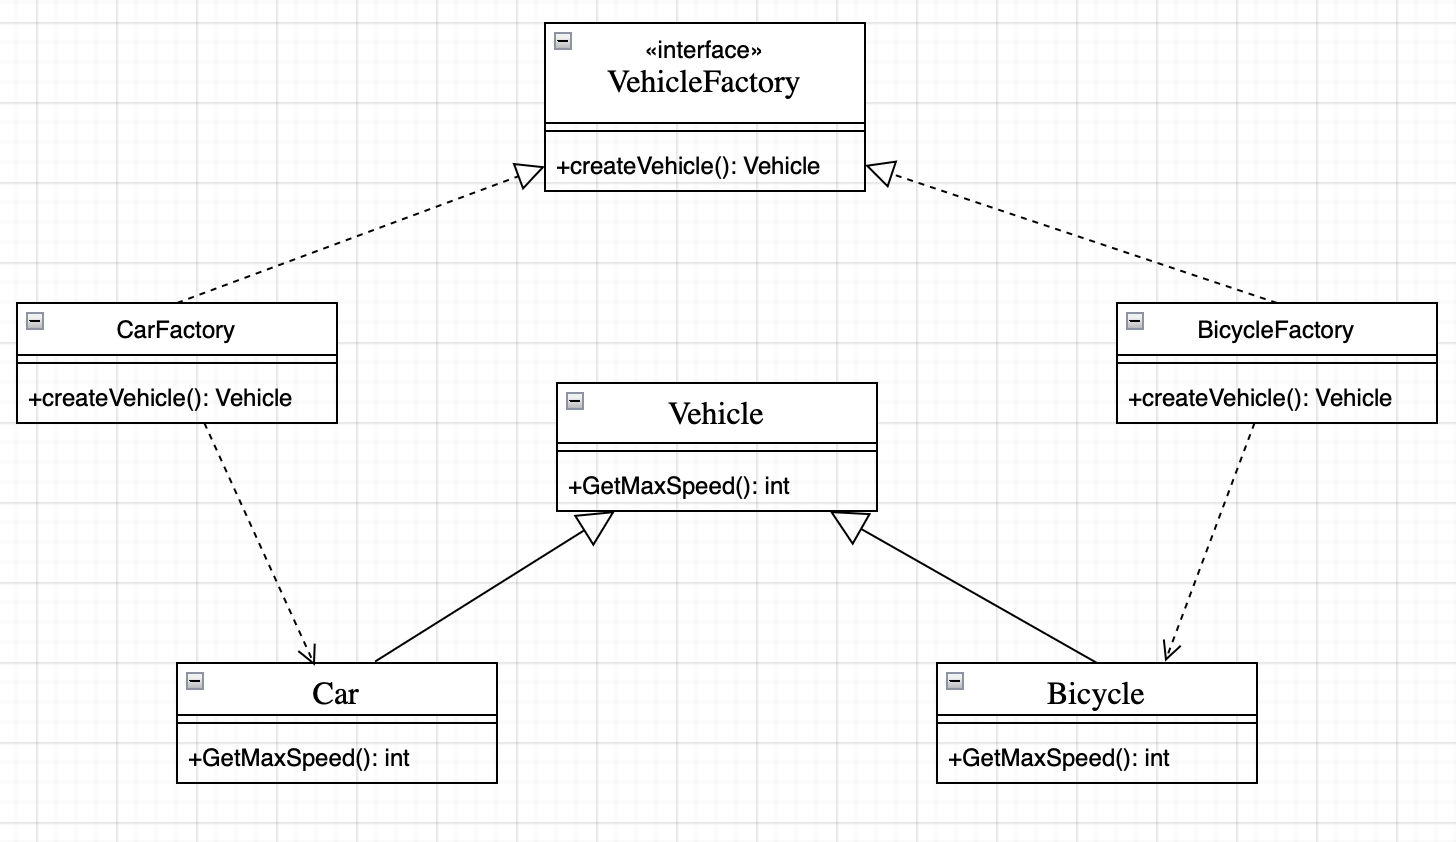 «interface»
VehicleFactory
+createVehicle(): Vehicle
CarFactory
+createVehicle(): Vehicle
BicycleFactory
+createVehicle(): Vehicle
Vehicle
+GetMaxSpeed(): int
Car
+GetMaxSpeed(): int
Bicycle
+GetMaxSpeed(): int